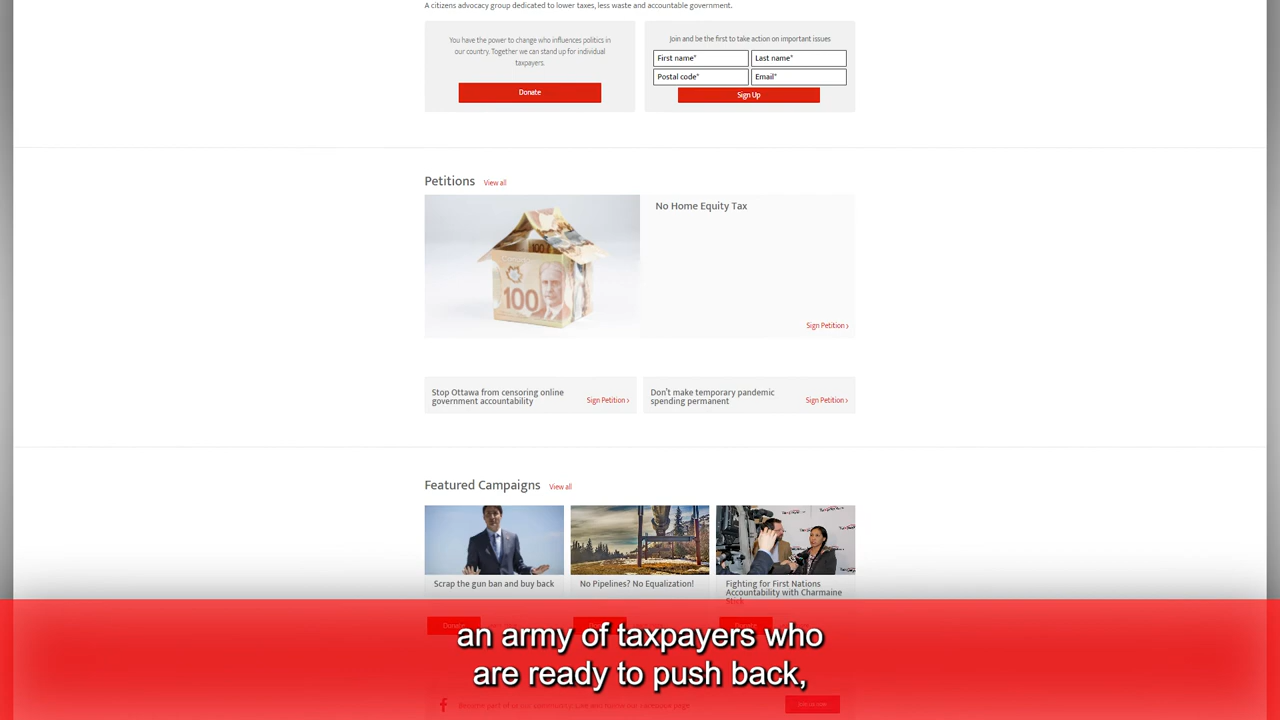 A citizens advocacy group dedicated to lower taxes, less waste and accountable government.
You have the power to change who influences politics in
our country. Together we can stand up for individual
taxpayers.
Donate
Join and be the first to take action on important issues
First name*
Last name*
Postal code*
Email*
Sign Up
Petitions View all
100
100
No Home Equity Tax
Sign Petition ›
Stop Ottawa from censoring online
government accountability
Sign Petition ›
Don't make temporary pandemic
spending permanent
Sign Petition ›
Featured Campaigns View all
Scrap the gun ban and buy back
No Pipelines? No Equalization!
Fighting for First Nations
Accountability with Charmaine
Donate
Donate
Donate
an army of taxpayers who
are ready to push back,